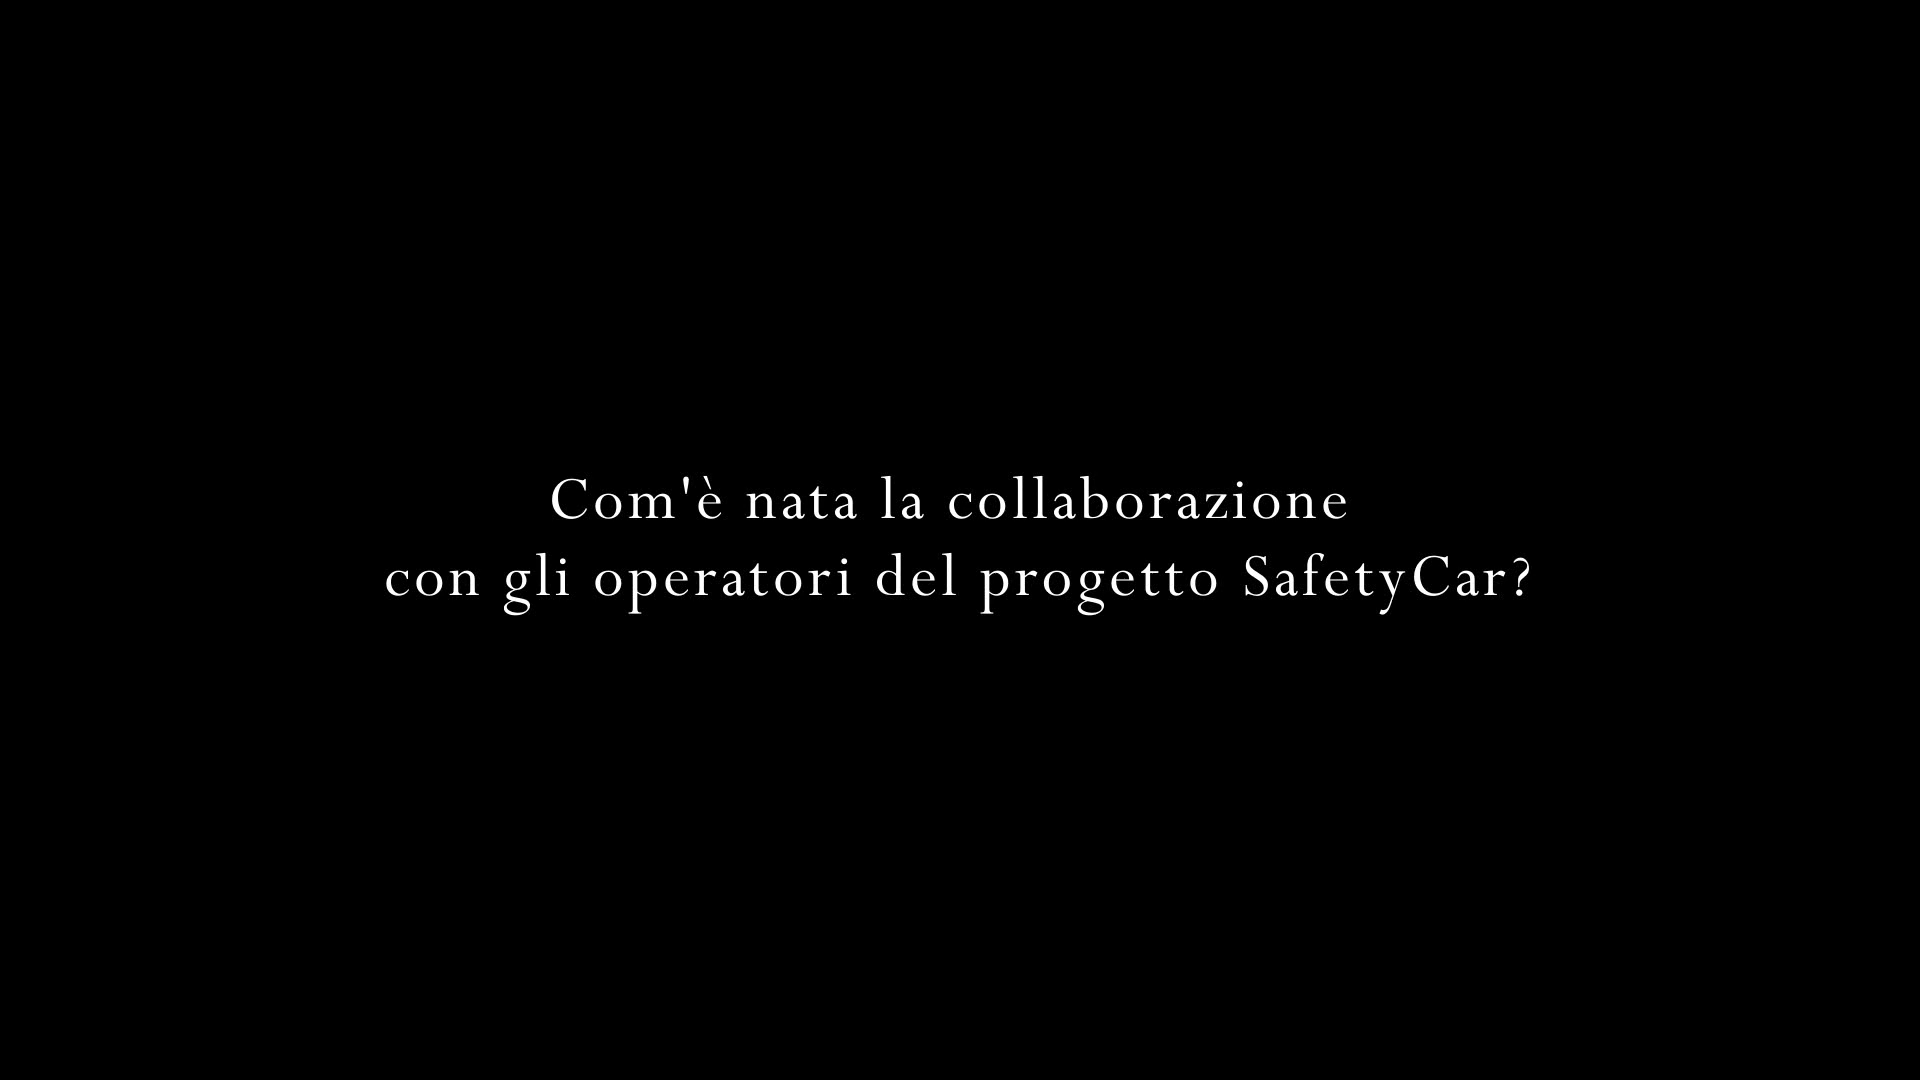 Com'è nata la collaborazione
con gli operatori del progetto SafetyCar?